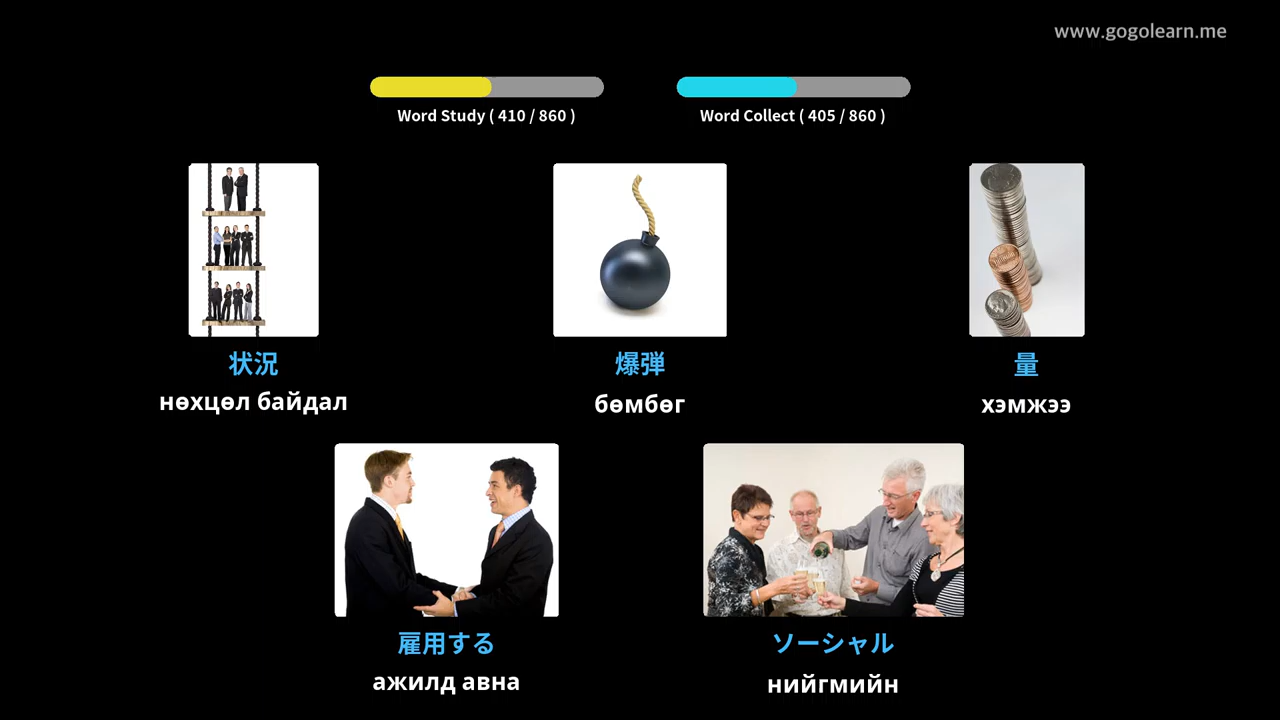 www.gogolearn.me
Word Study ( 410 / 860 )
Word Collect ( 405 / 860 )
状況
нөхцөл байдал
爆弾
бөмбөг
量
хэмжээ
雇用する
ажилд авна
ソーシャル
нийгмийн